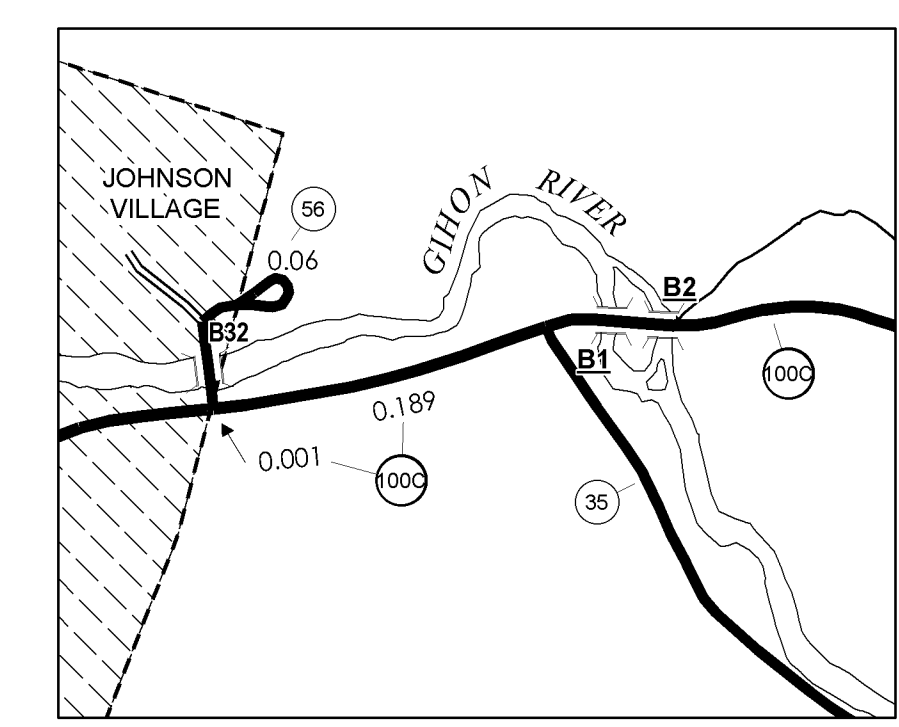 JOHNSON
VILLAGE
56
0.06
GIHON RIVER
B32
B2
B1
100C
0.189
0.001
100C
35